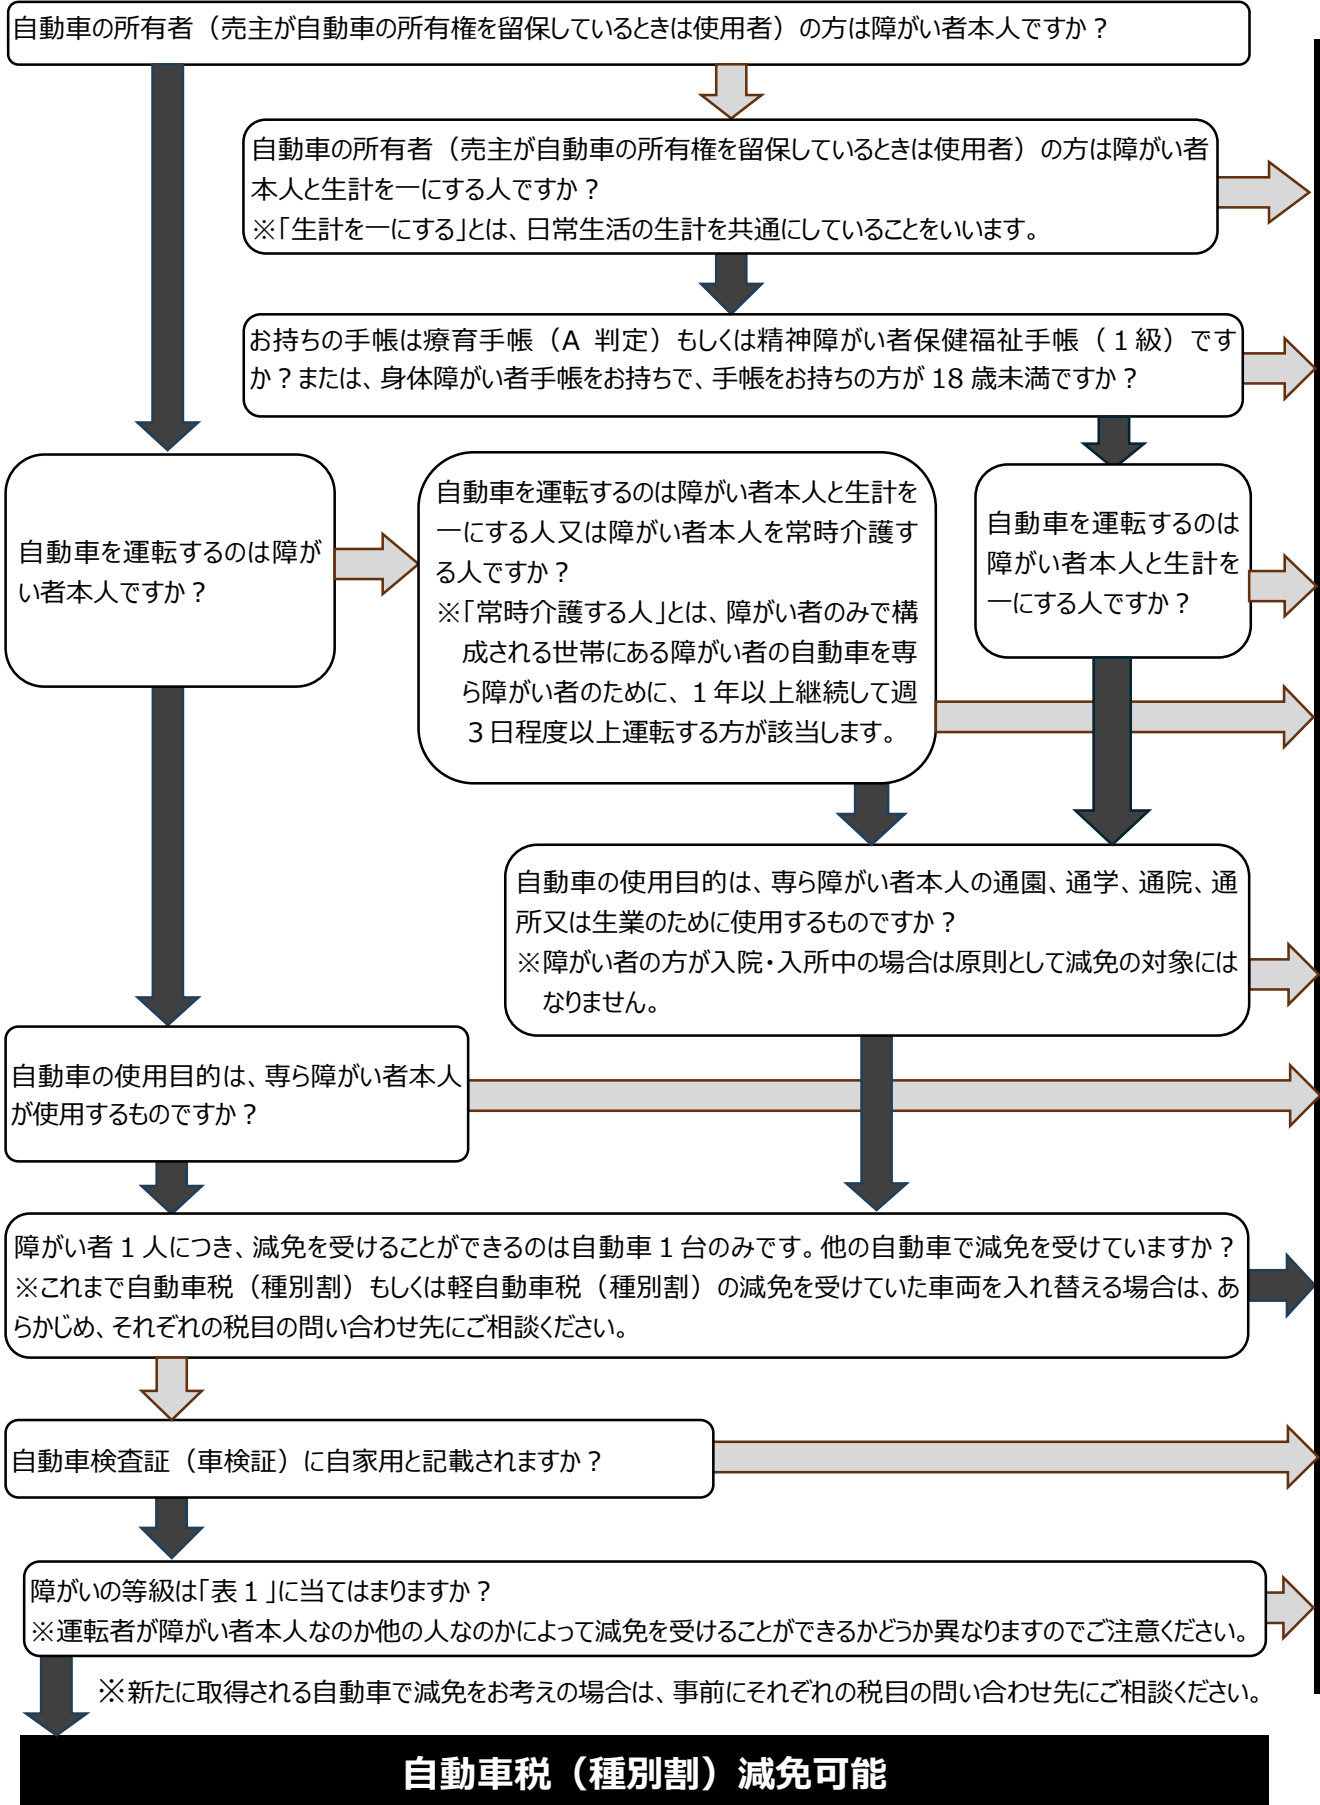 自動車の所有者（売主が自動車の所有権を留保しているときは使用者）の方は障がい者本人ですか？
自動車の所有者（売主が自動車の所有権を留保しているときは使用者）の方は障がい者
本人と生計を一にする人ですか？
※「生計を一にする」とは、日常生活の生計を共通にしていることをいいます。
お持ちの手帳は療育手帳（A 判定）もしくは精神障がい者保健福祉手帳（１級）です
か？または、身体障がい者手帳をお持ちで、手帳をお持ちの方が 18 歳未満ですか？
自動車を運転するのは障が
い者本人ですか？
自動車を運転するのは障がい者本人と生計を
一にする人又は障がい者本人を常時介護す
る人ですか？
※「常時介護する人」とは、障がい者のみで構
成される世帯にある障がい者の自動車を専
ら障がい者のために、１年以上継続して週
３日程度以上運転する方が該当します。
自動車を運転するのは
障がい者本人と生計を
一にする人ですか？
自動車の使用目的は、専ら障がい者本人の通園、通学、通院、通
所又は生業のために使用するものですか？
※障がい者の方が入院・入所中の場合は原則として減免の対象には
なりません。
自動車の使用目的は、専ら障がい者本人
が使用するものですか？
障がい者１人につき、減免を受けることができるのは自動車１台のみです。他の自動車で減免を受けていますか？
※これまで自動車税（種別割）もしくは軽自動車税（種別割）の減免を受けていた車両を入れ替える場合は、あ
らかじめ、それぞれの税目の問い合わせ先にご相談ください。
自動車検査証（車検証）に自家用と記載されますか？
障がいの等級は「表１」に当てはまりますか？
※運転者が障がい者本人なのか他の人なのかによって減免を受けることができるかどうか異なりますのでご注意ください。
※新たに取得される自動車で減免をお考えの場合は、事前にそれぞれの税目の問い合わせ先にご相談ください。
自動車税（種別割）減免可能